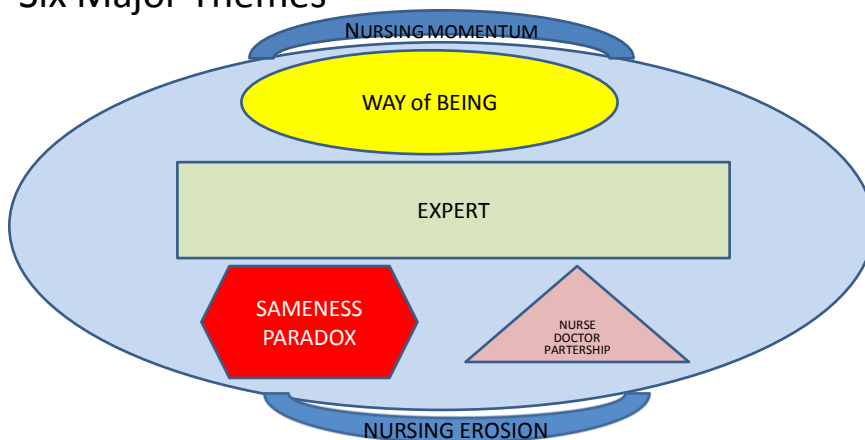 Six Major Themes
NURSING MOMENTUM
WAY of BEING
EXPERT
SAMENESS
PARADOX
NURSE
DOCTOR
PARTERSHIP
NURSING EROSION